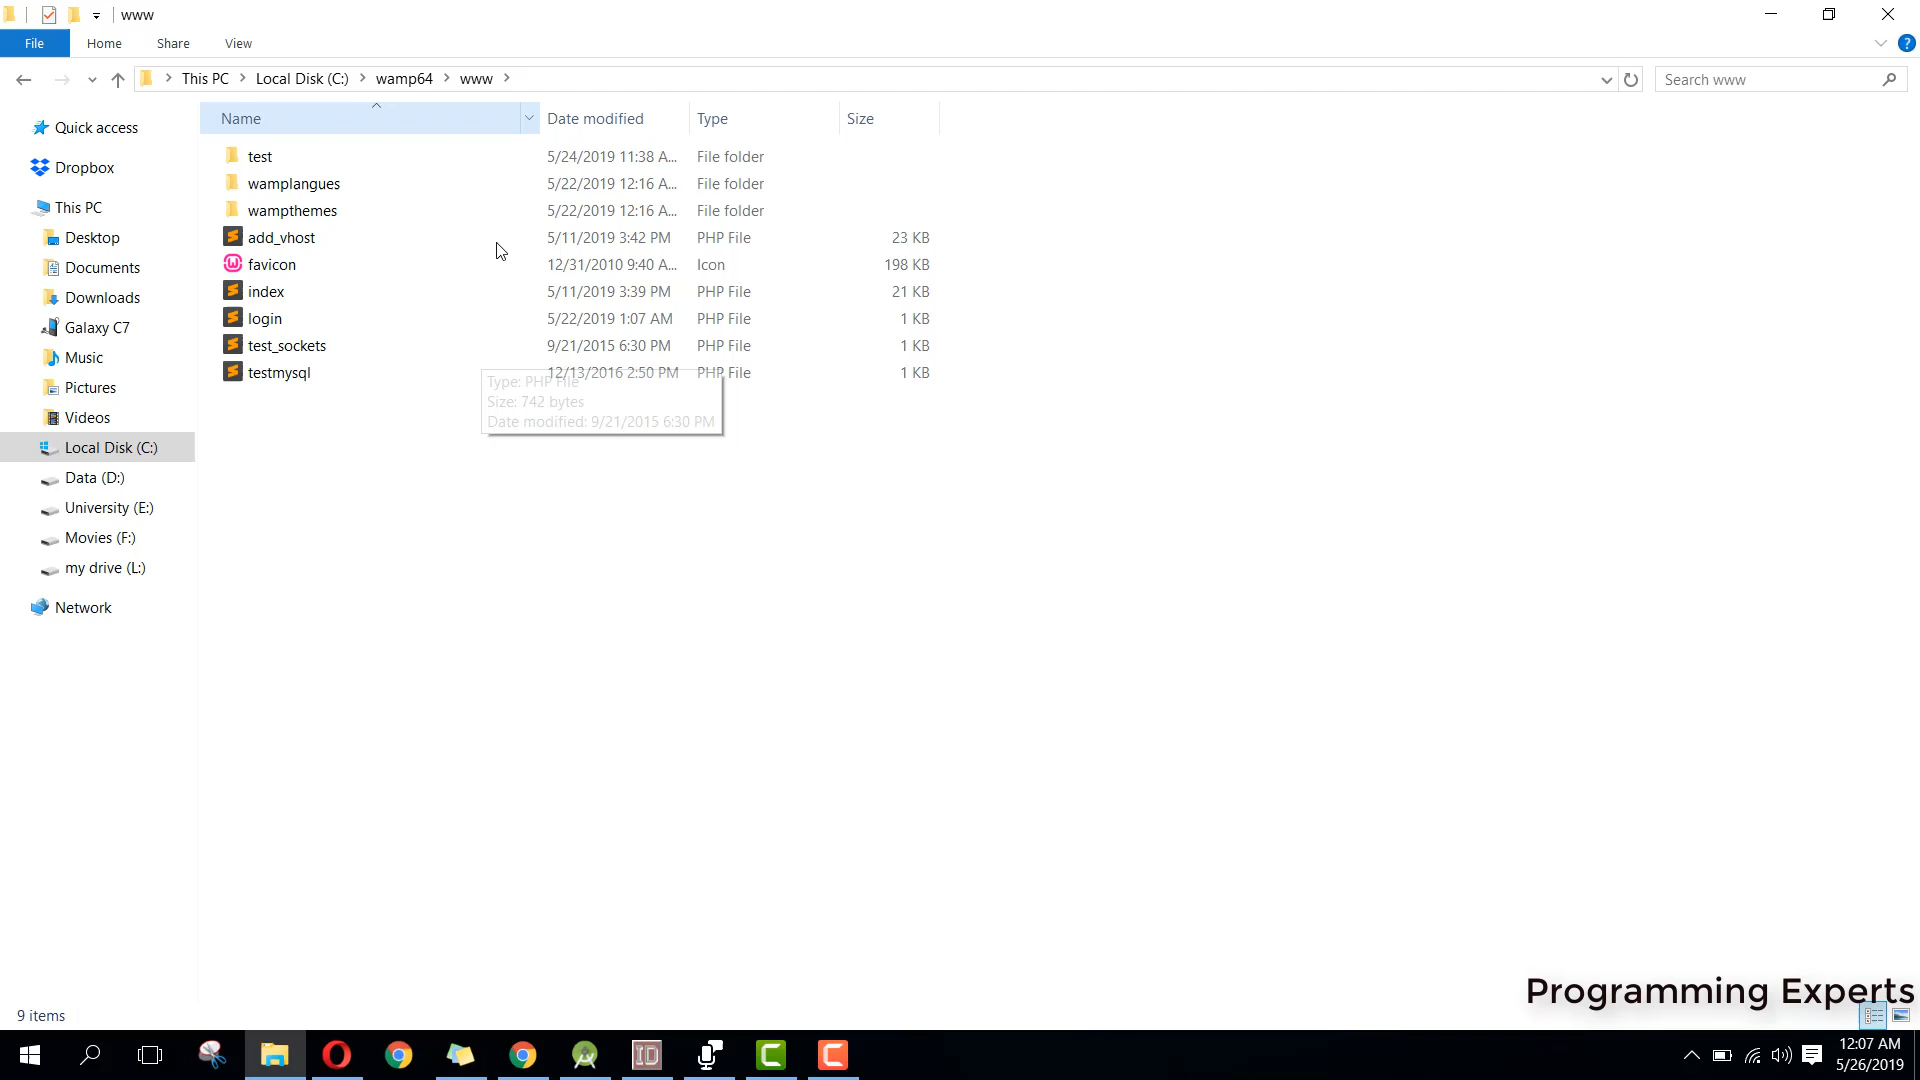 www
File Home Share View
This PC Local Disk (C:) wamp64 www
Search www
Name Date modified Type Size
Quick access
Dropbox
This PC
Desktop
Documents
Downloads
Galaxy C7
Music
Pictures
Videos
Local Disk (C:)
Data (D:)
University (E:)
Movies (F:)
my drive (L:)
Network
test 5/24/2019 11:38 A... File folder
wamplangues 5/22/2019 12:16 A... File folder
wampthemes 5/22/2019 12:16 A... File folder
add_vhost 5/11/2019 3:42 PM PHP File 23 KB
favicon 12/31/2010 9:40 A... Icon 198 KB
index 5/11/2019 3:39 PM PHP File 21 KB
login 5/22/2019 1:07 AM PHP File 1 KB
test_sockets 9/21/2015 6:30 PM PHP File 1 KB
testmysql 12/13/2016 2:50 PM PHP File 1 KB
Type: PHP File
Size: 742 bytes
Date modified: 9/21/2015 6:30 PM
Programming Experts
9 items
12:07 AM
5/26/2019